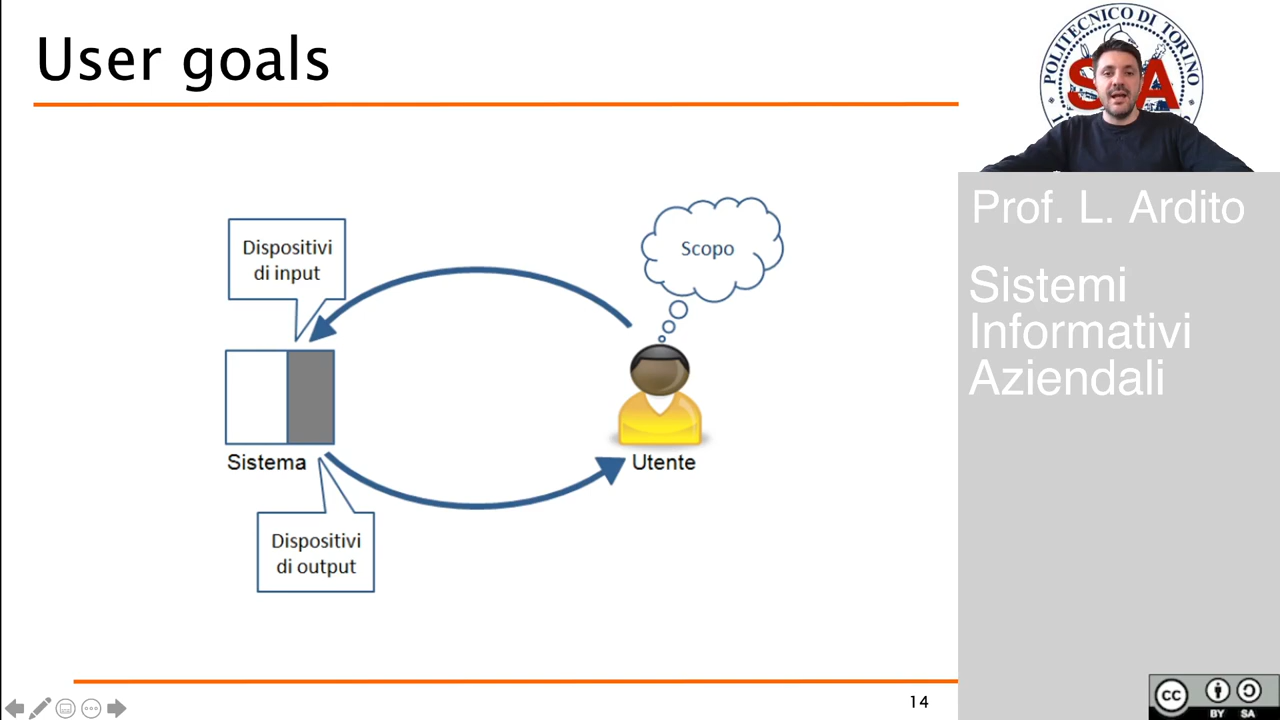 User goals
Dispositivi
di input
Scopo
Sistema
Utente
Dispositivi
di output
14
POLITECNICO DI TORINO
S A
Prof. L. Ardito
Sistemi
Informativi
Aziendali
cc
BY SA